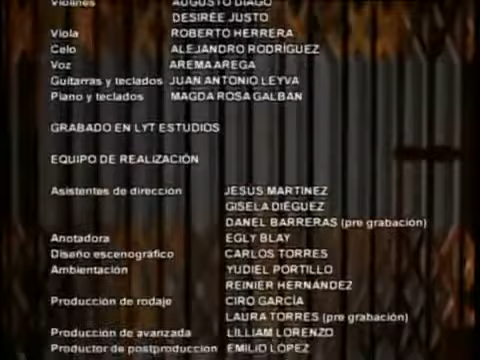 Violines AUGUSTO DIAGO
DESIRÉE JUSTO
Viola ROBERTO HERRERA
Celo ALEJANDRO RODRÍGUEZ
Voz AREMA AREGA
Guitarras y teclados JUAN ANTONIO LEYVA
Piano y teclados MAGDA ROSA GALBAN
GRABADO EN LYT ESTUDIOS
EQUIPO DE REALIZACIÓN
Asistentes de dirección JESÚS MARTINEZ
GISELA DIÉGUEZ
DANEL BARRERAS (pre grabación)
Anotadora EGLY BLAY
Diseño escenográfico CARLOS TORRES
Ambientación YUDIEL PORTILLO
REINIER HERNÁNDEZ
Producción de rodaje CIRO GARCÍA
LAURA TORRES (pre grabación)
Producción de avanzada LILLIAM LORENZO
Productor de postproduccion EMILIO LOPEZ